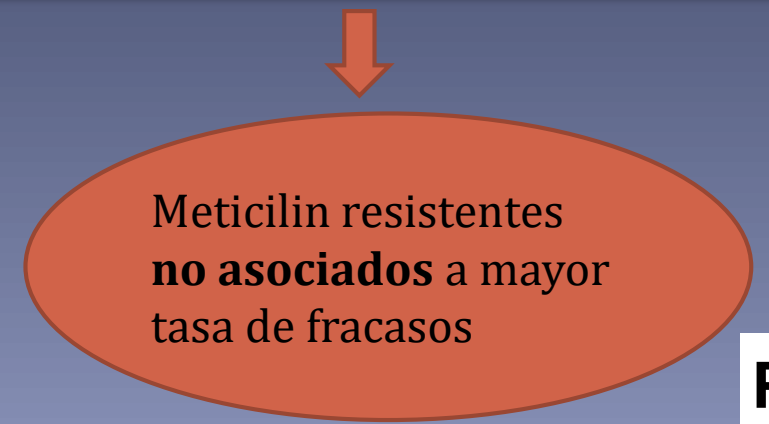 Meticilin resistentes
no asociados a mayor
tasa de fracasos